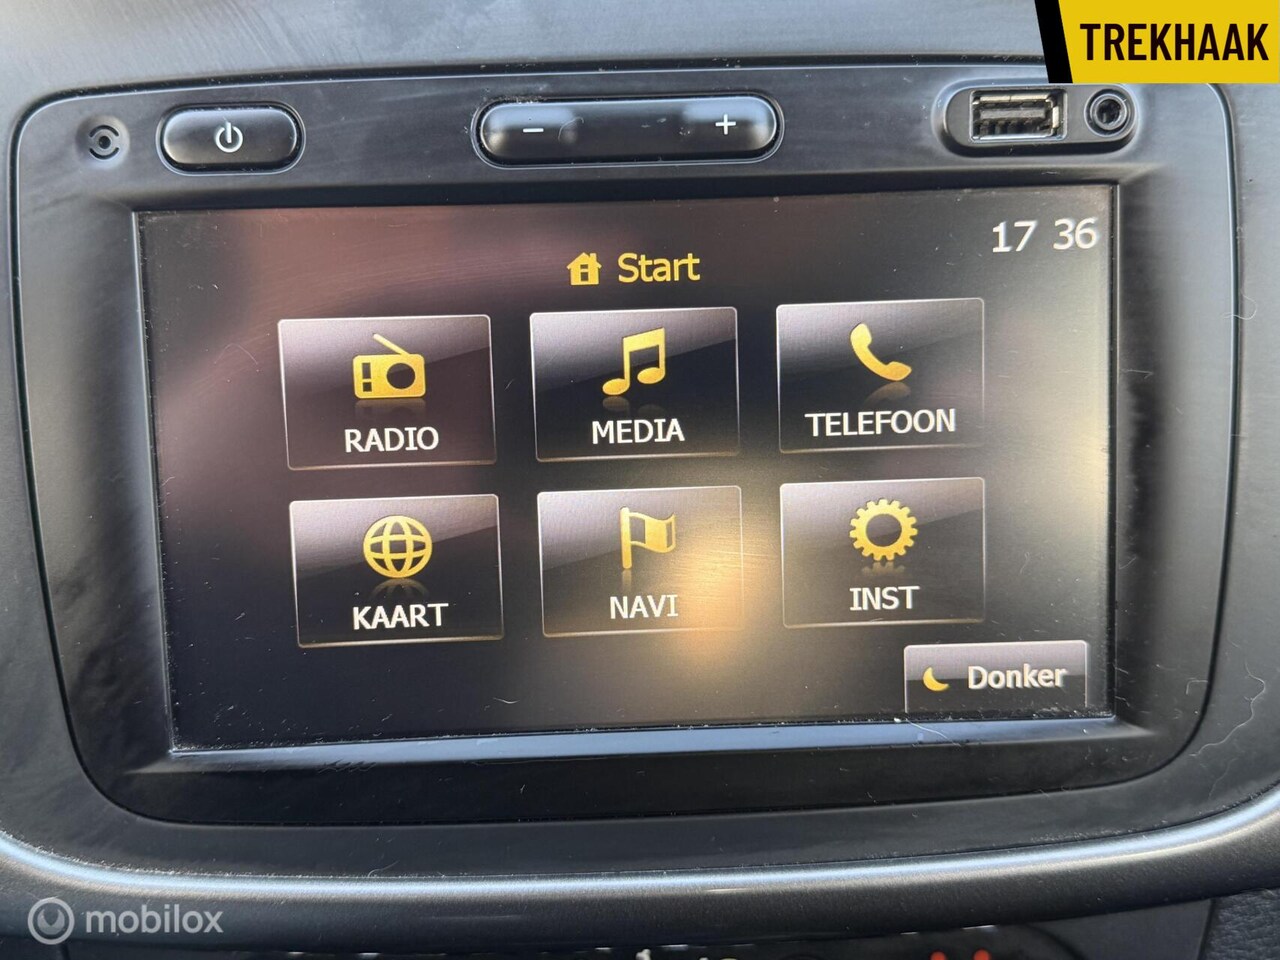 TREKHAAK
− +
17 36
Start
RADIO MEDIA TELEFOON
KAART NAVI INST
Donker
mobilox